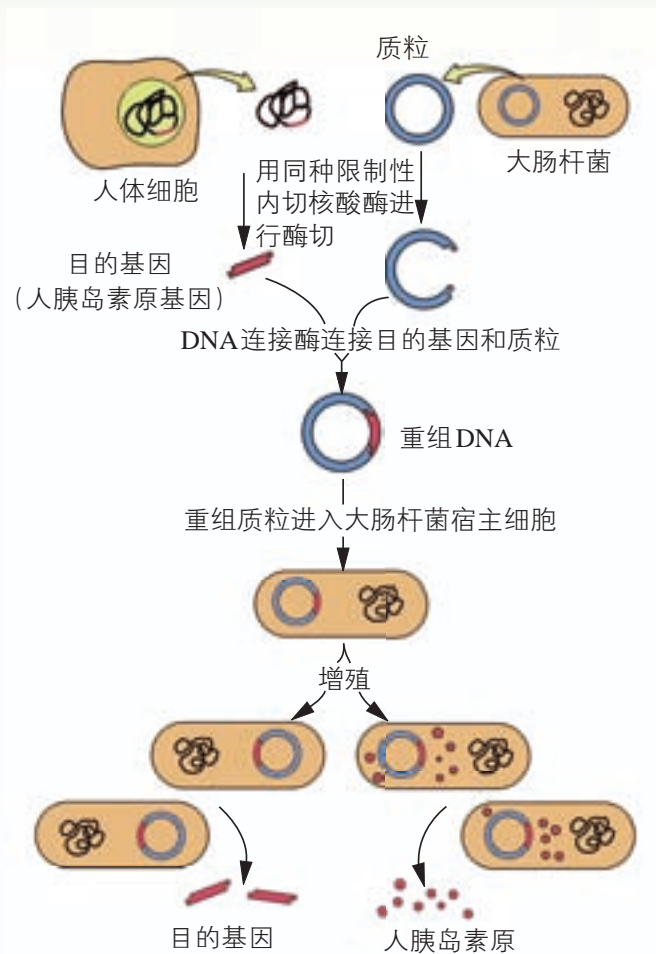 质粒
大肠杆菌
人体细胞
用同种限制性
内切核酸酶进
行酶切
目的基因
(人胰岛素原基因)
DNA连接酶连接目的基因和质粒
重组DNA
重组质粒进入大肠杆菌宿主细胞
增殖
目的基因
人胰岛素原